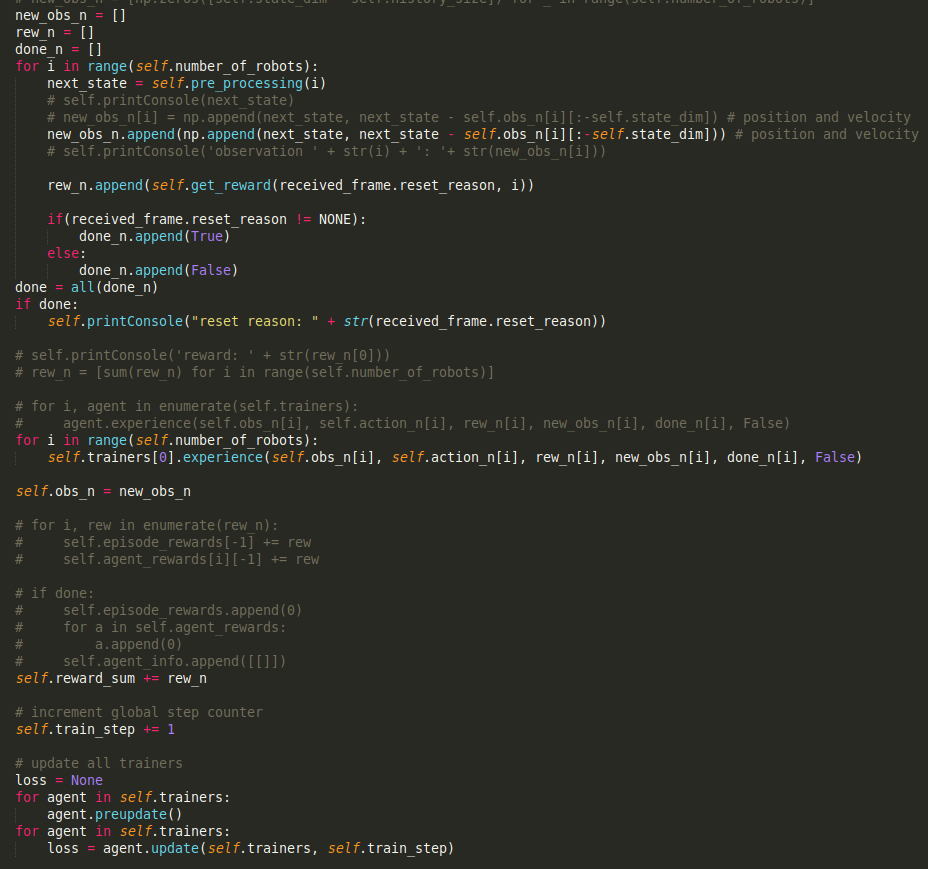 # new_obs_n = [np.zeros([self.state_dim * self.history_size]) for _ in range(self.number_of_robots)]
new_obs_n = []
rew_n = []
done_n = []
for i in range(self.number_of_robots):
    next_state = self.pre_processing(i)
    # self.printConsole(next_state)
    # new_obs_n[i] = np.append(next_state, next_state - self.obs_n[i][:-self.state_dim]) # position and velocity
    new_obs_n.append(np.append(next_state, next_state - self.obs_n[i][:-self.state_dim])) # position and velocity
    # self.printConsole('observation ' + str(i) + ': '+ str(new_obs_n[i]))
    rew_n.append(self.get_reward(received_frame.reset_reason, i))
    if(received_frame.reset_reason != NONE):
        done_n.append(True)
    else:
        done_n.append(False)
done = all(done_n)
if done:
    self.printConsole("reset reason: " + str(received_frame.reset_reason))
# self.printConsole('reward: ' + str(rew_n[0]))
# rew_n = [sum(rew_n) for i in range(self.number_of_robots)]
# for i, agent in enumerate(self.trainers):
#     agent.experience(self.obs_n[i], self.action_n[i], rew_n[i], new_obs_n[i], done_n[i], False)
for i in range(self.number_of_robots):
    self.trainers[0].experience(self.obs_n[i], self.action_n[i], rew_n[i], new_obs_n[i], done_n[i], False)
self.obs_n = new_obs_n
# for i, rew in enumerate(rew_n):
#     self.episode_rewards[-1] += rew
#     self.agent_rewards[i][-1] += rew
# if done:
#     self.episode_rewards.append(0)
#     for a in self.agent_rewards:
#         a.append(0)
#     self.agent_info.append([[]])
self.reward_sum += rew_n
# increment global step counter
self.train_step += 1
# update all trainers
loss = None
for agent in self.trainers:
    agent.preupdate()
for agent in self.trainers:
    loss = agent.update(self.trainers, self.train_step)